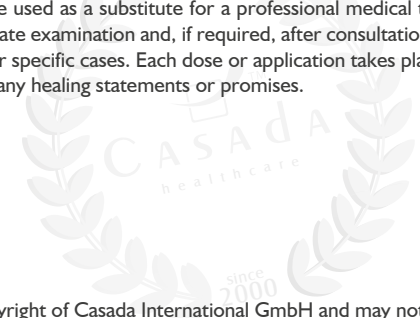 e used as a substitute for a professional medical t
ate examination and, if required, after consultatio
r specific cases. Each dose or application takes pla
any healing statements or promises.
CASADA
healthcare
since
2000
yright of Casada International GmbH and may not